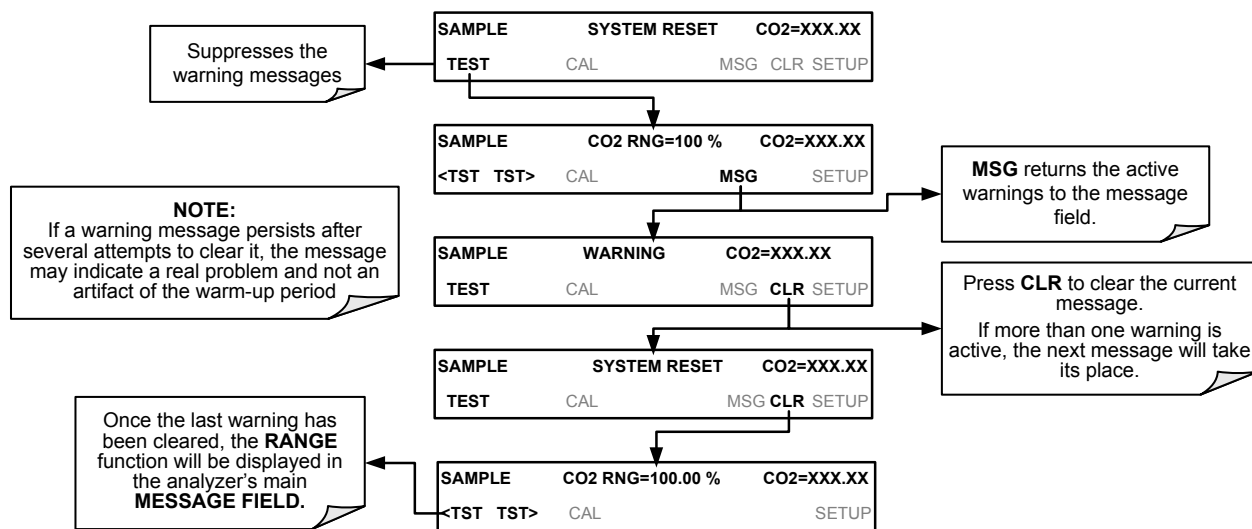 SAMPLE SYSTEM RESET CO2=XXX.XX
TEST CAL MSG CLR SETUP
Suppresses the
warning messages
SAMPLE CO2 RNG=100 % CO2=XXX.XX
<TST TST> CAL MSG SETUP
MSG returns the active
warnings to the message
field.
NOTE:
If a warning message persists after
several attempts to clear it, the message
may indicate a real problem and not an
artifact of the warm-up period
SAMPLE WARNING CO2=XXX.XX
TEST CAL MSG CLR SETUP
Press CLR to clear the current
message.
If more than one warning is
active, the next message will take
its place.
SAMPLE SYSTEM RESET CO2=XXX.XX
TEST CAL MSG CLR SETUP
Once the last warning has
been cleared, the RANGE
function will be displayed in
the analyzer's main
MESSAGE FIELD.
SAMPLE CO2 RNG=100.00 % CO2=XXX.XX
<TST TST> CAL SETUP